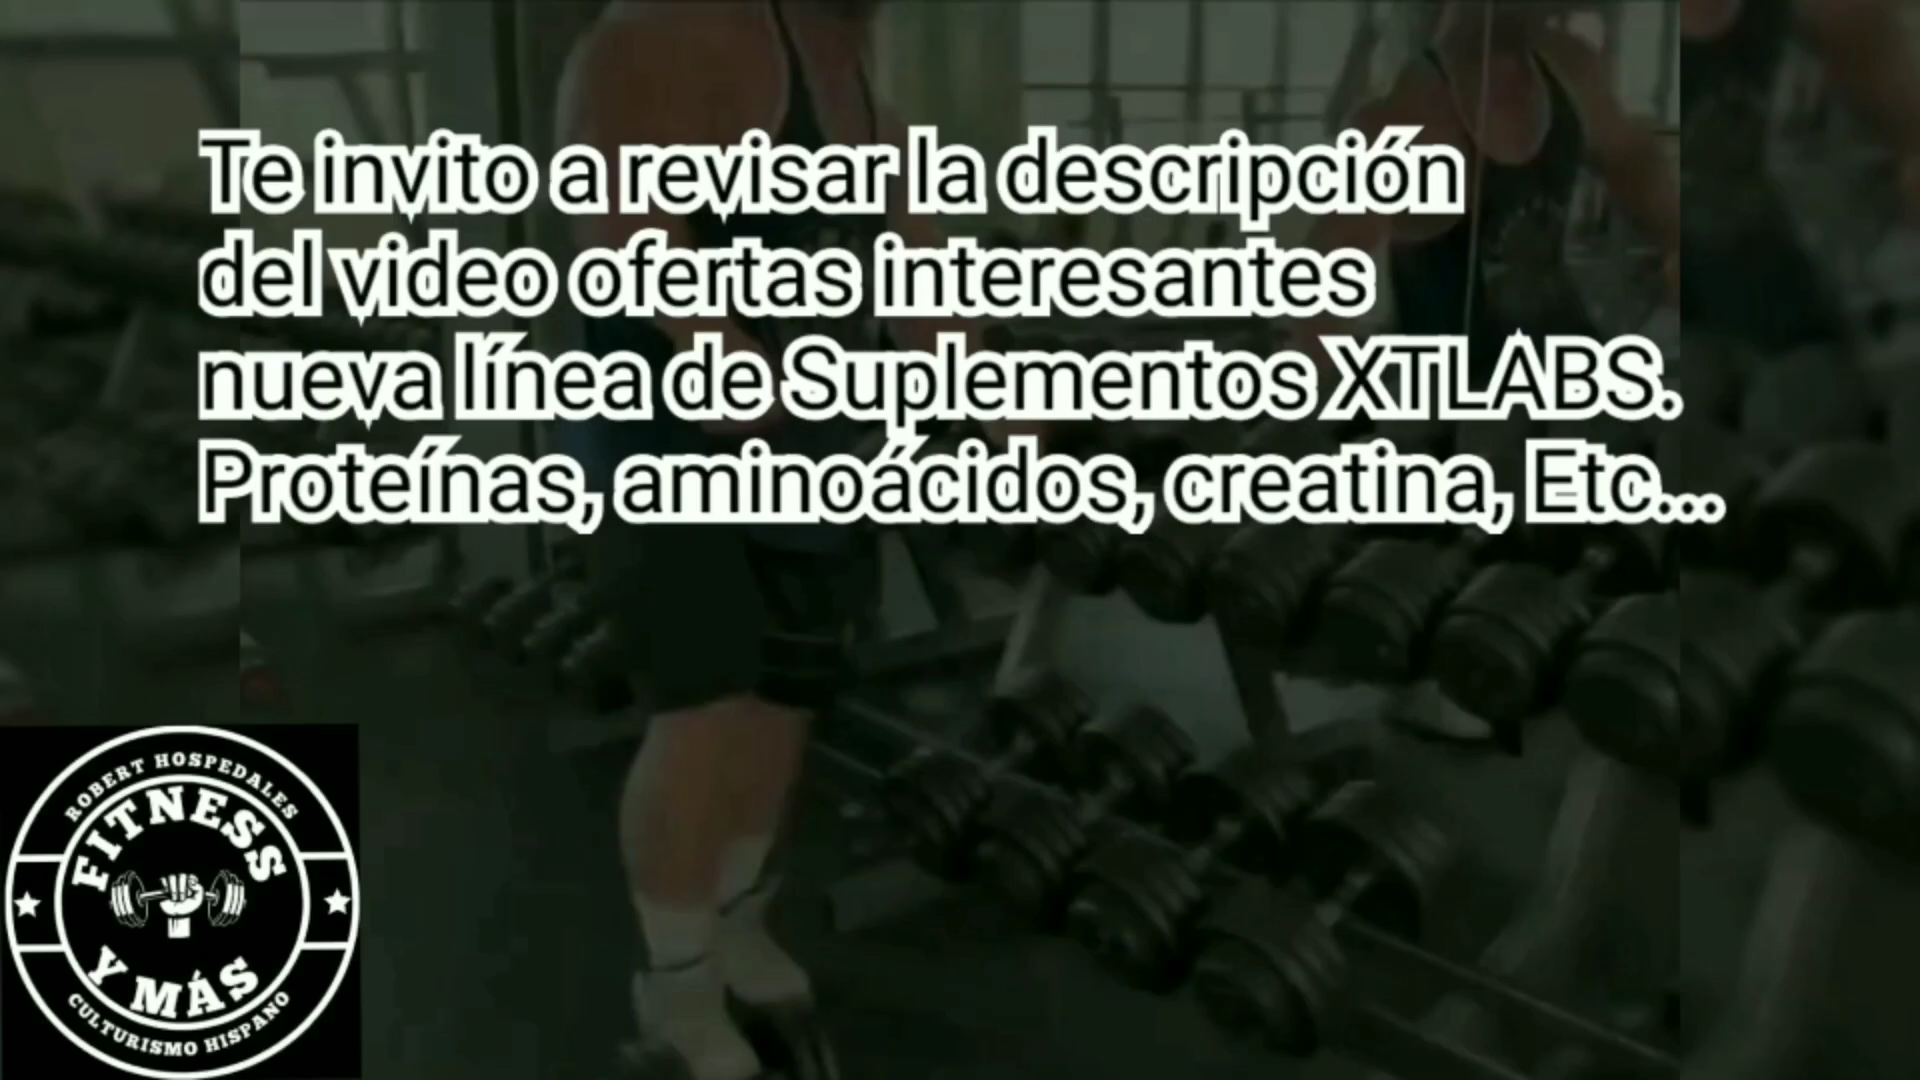 Te invito a revisar la descripción
del video ofertas interesantes
nueva línea de Suplementos XTLABS.
Proteínas, aminoácidos, creatina, Etc...
ROBERT HOSPEDALES
FITNESS
Y MÁS
CULTURISMO HISPANO